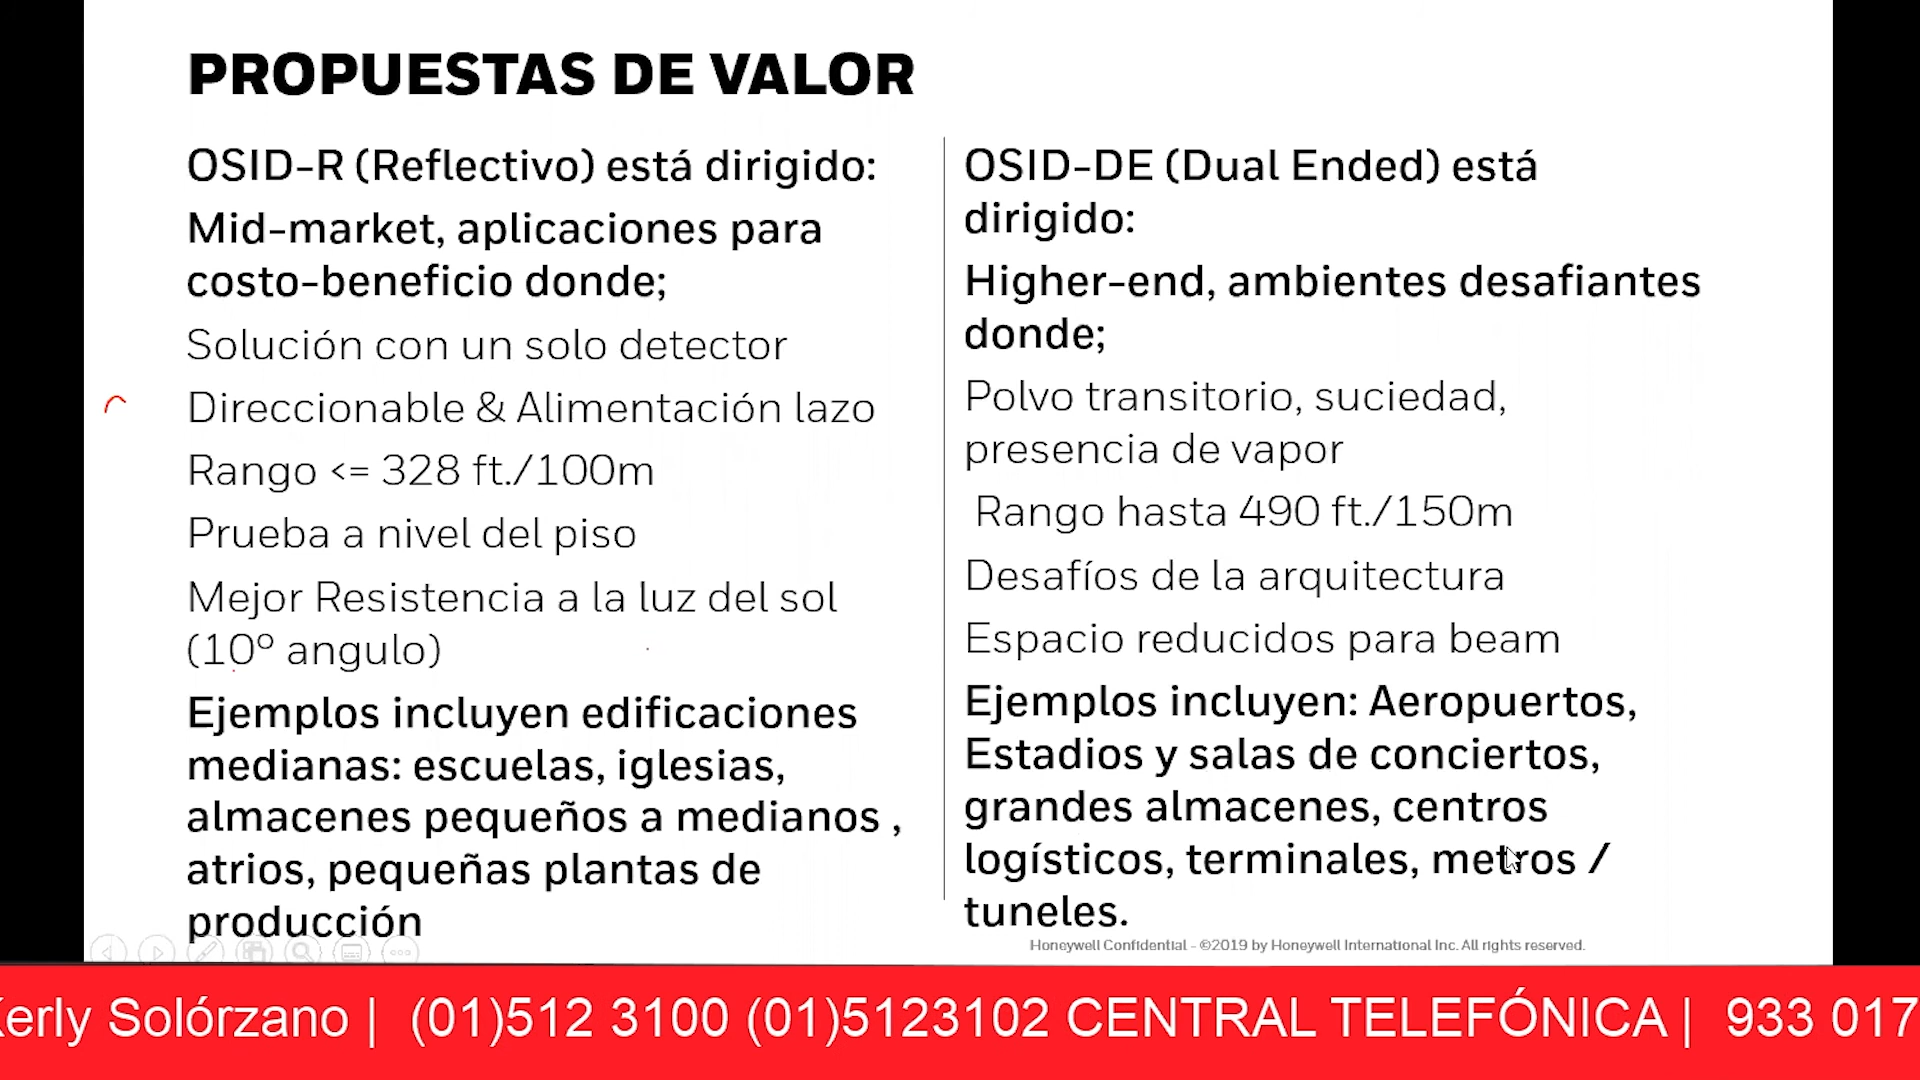 PROPUESTAS DE VALOR
OSID-R (Reflectivo) está dirigido:
Mid-market, aplicaciones para
costo-beneficio donde;
Solución con un solo detector
Direccionable & Alimentación lazo
Rango <= 328 ft./100m
Prueba a nivel del piso
Mejor Resistencia a la luz del sol
(10º angulo)
Ejemplos incluyen edificaciones
medianas: escuelas, iglesias,
almacenes pequeños a medianos ,
atrios, pequeñas plantas de
producción
OSID-DE (Dual Ended) está
dirigido:
Higher-end, ambientes desafiantes
donde;
Polvo transitorio, suciedad,
presencia de vapor
Rango hasta 490 ft./150m
Desafíos de la arquitectura
Espacio reducidos para beam
Ejemplos incluyen: Aeropuertos,
Estadios y salas de conciertos,
grandes almacenes, centros
logísticos, terminales, metros /
tuneles.
Honeywell Confidential - ©2019 by Honeywell International Inc. All rights reserved.
Kerly Solórzano | (01)512 3100 (01)5123102 CENTRAL TELEFÓNICA | 933 017